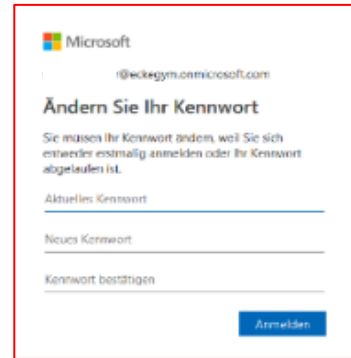 Microsoft
r@eckegym.onmicrosoft.com
Ändern Sie Ihr Kennwort
Sie müssen Ihr Kennwort ändern, weil Sie sich
entweder erstmalig anmelden oder Ihr Kennwort
abgelaufen ist.
Aktuelles Kennwort
Neues Kennwort
Kennwort bestätigen
Anmelden